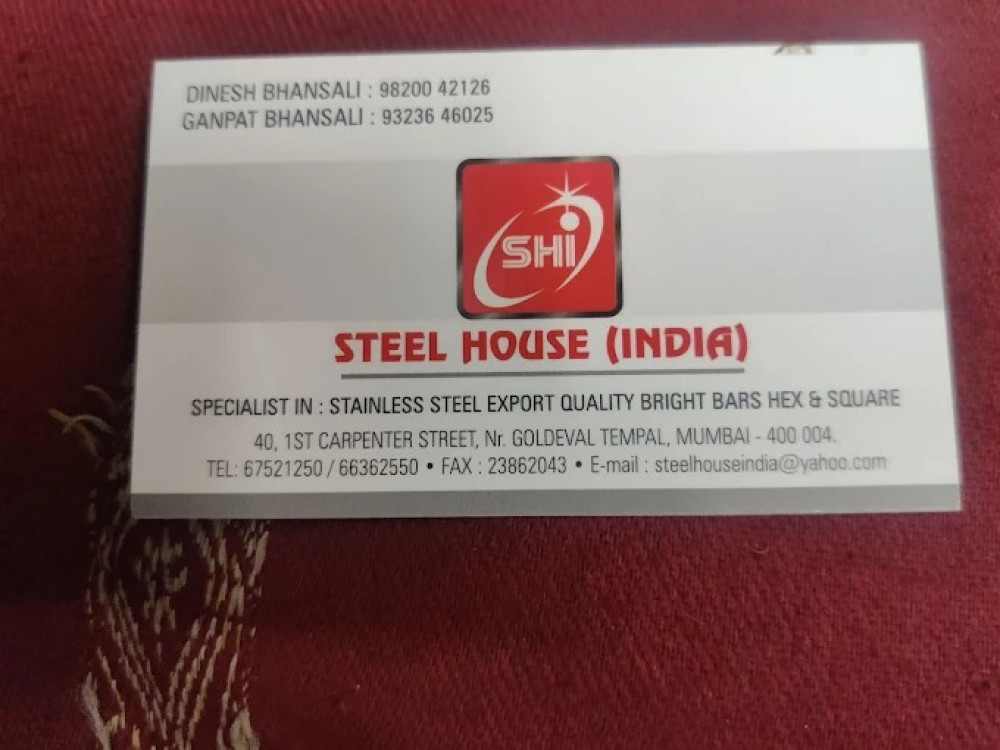 DINESH BHANSALI : 98200 42126
GANPAT BHANSALI : 93236 46025
SHI
STEEL HOUSE (INDIA)
SPECIALIST IN : STAINLESS STEEL EXPORT QUALITY BRIGHT BARS HEX & SQUARE
40, 1ST CARPENTER STREET, Nr. GOLDEVAL TEMPAL, MUMBAI - 400 004.
TEL: 67521250 / 66362550 • FAX : 23862043 • E-mail : steelhouseindia@yahoo.com